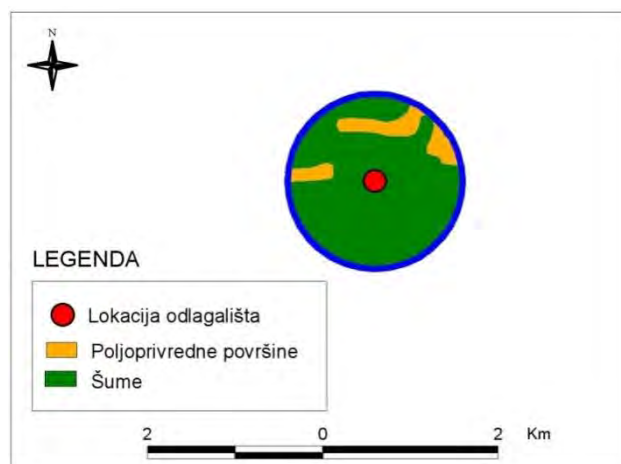 N
LEGENDA
Lokacija odlagališta
Poljoprivredne površine
Šume
2 0 2 Km